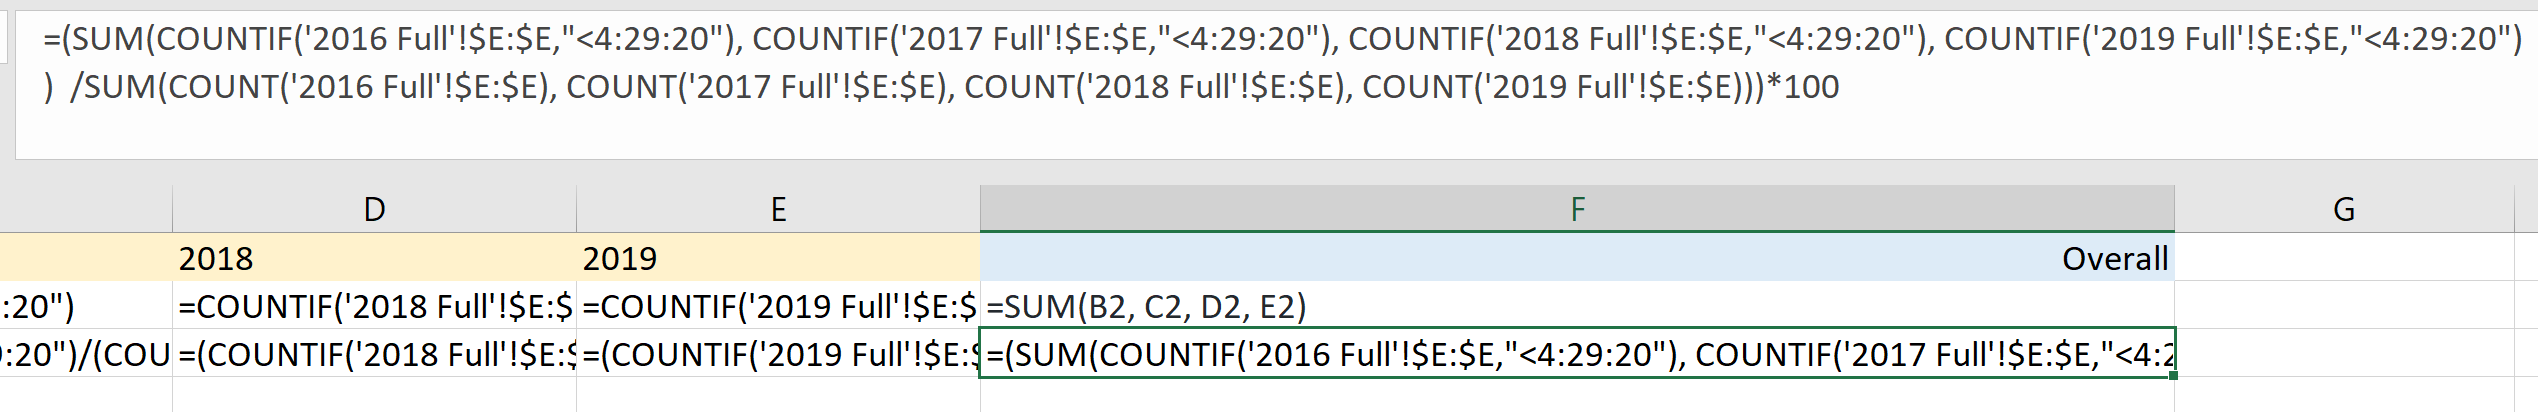 =(SUM(COUNTIF('2016 Full'!$E:$E,"<4:29:20"), COUNTIF('2017 Full'!$E:$E,"<4:29:20"), COUNTIF('2018 Full'!$E:$E,"<4:29:20"), COUNTIF('2019 Full'!$E:$E,"<4:29:20")
) /SUM(COUNT('2016 Full'!$E:$E), COUNT('2017 Full'!$E:$E), COUNT('2018 Full'!$E:$E), COUNT('2019 Full'!$E:$E)))*100
D E F G
2018 2019 Overall
:20") =COUNTIF('2018 Full'!$E:$ =COUNTIF('2019 Full'!$E:$ =SUM(B2, C2, D2, E2)
:20")/(COU =(COUNTIF('2018 Full'!$E:$ =(COUNTIF('2019 Full'!$E:$ =(SUM(COUNTIF('2016 Full'!$E:$E,"<4:29:20"), COUNTIF('2017 Full'!$E:$E,"<4:2